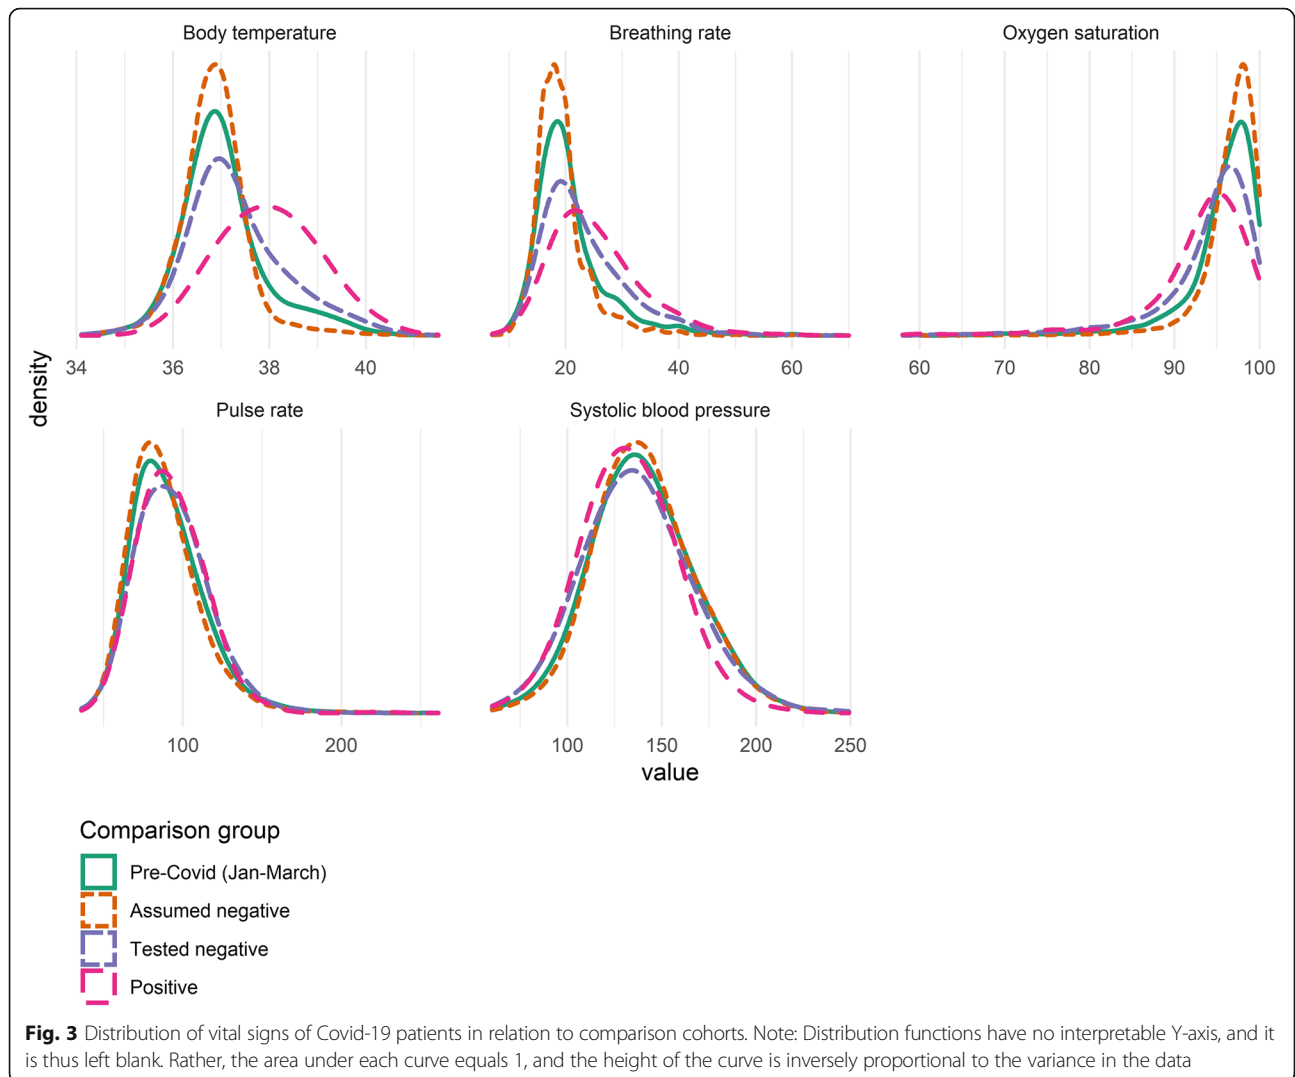 Body temperature
Breathing rate
Oxygen saturation
34 36 38 40
20 40 60
60 70 80 90 100
density
Pulse rate
Systolic blood pressure
100 200
100 150 200 250
value
Comparison group
Pre-Covid (Jan-March)
Assumed negative
Tested negative
Positive
Fig. 3 Distribution of vital signs of Covid-19 patients in relation to comparison cohorts. Note: Distribution functions have no interpretable Y-axis, and it
is thus left blank. Rather, the area under each curve equals 1, and the height of the curve is inversely proportional to the variance in the data